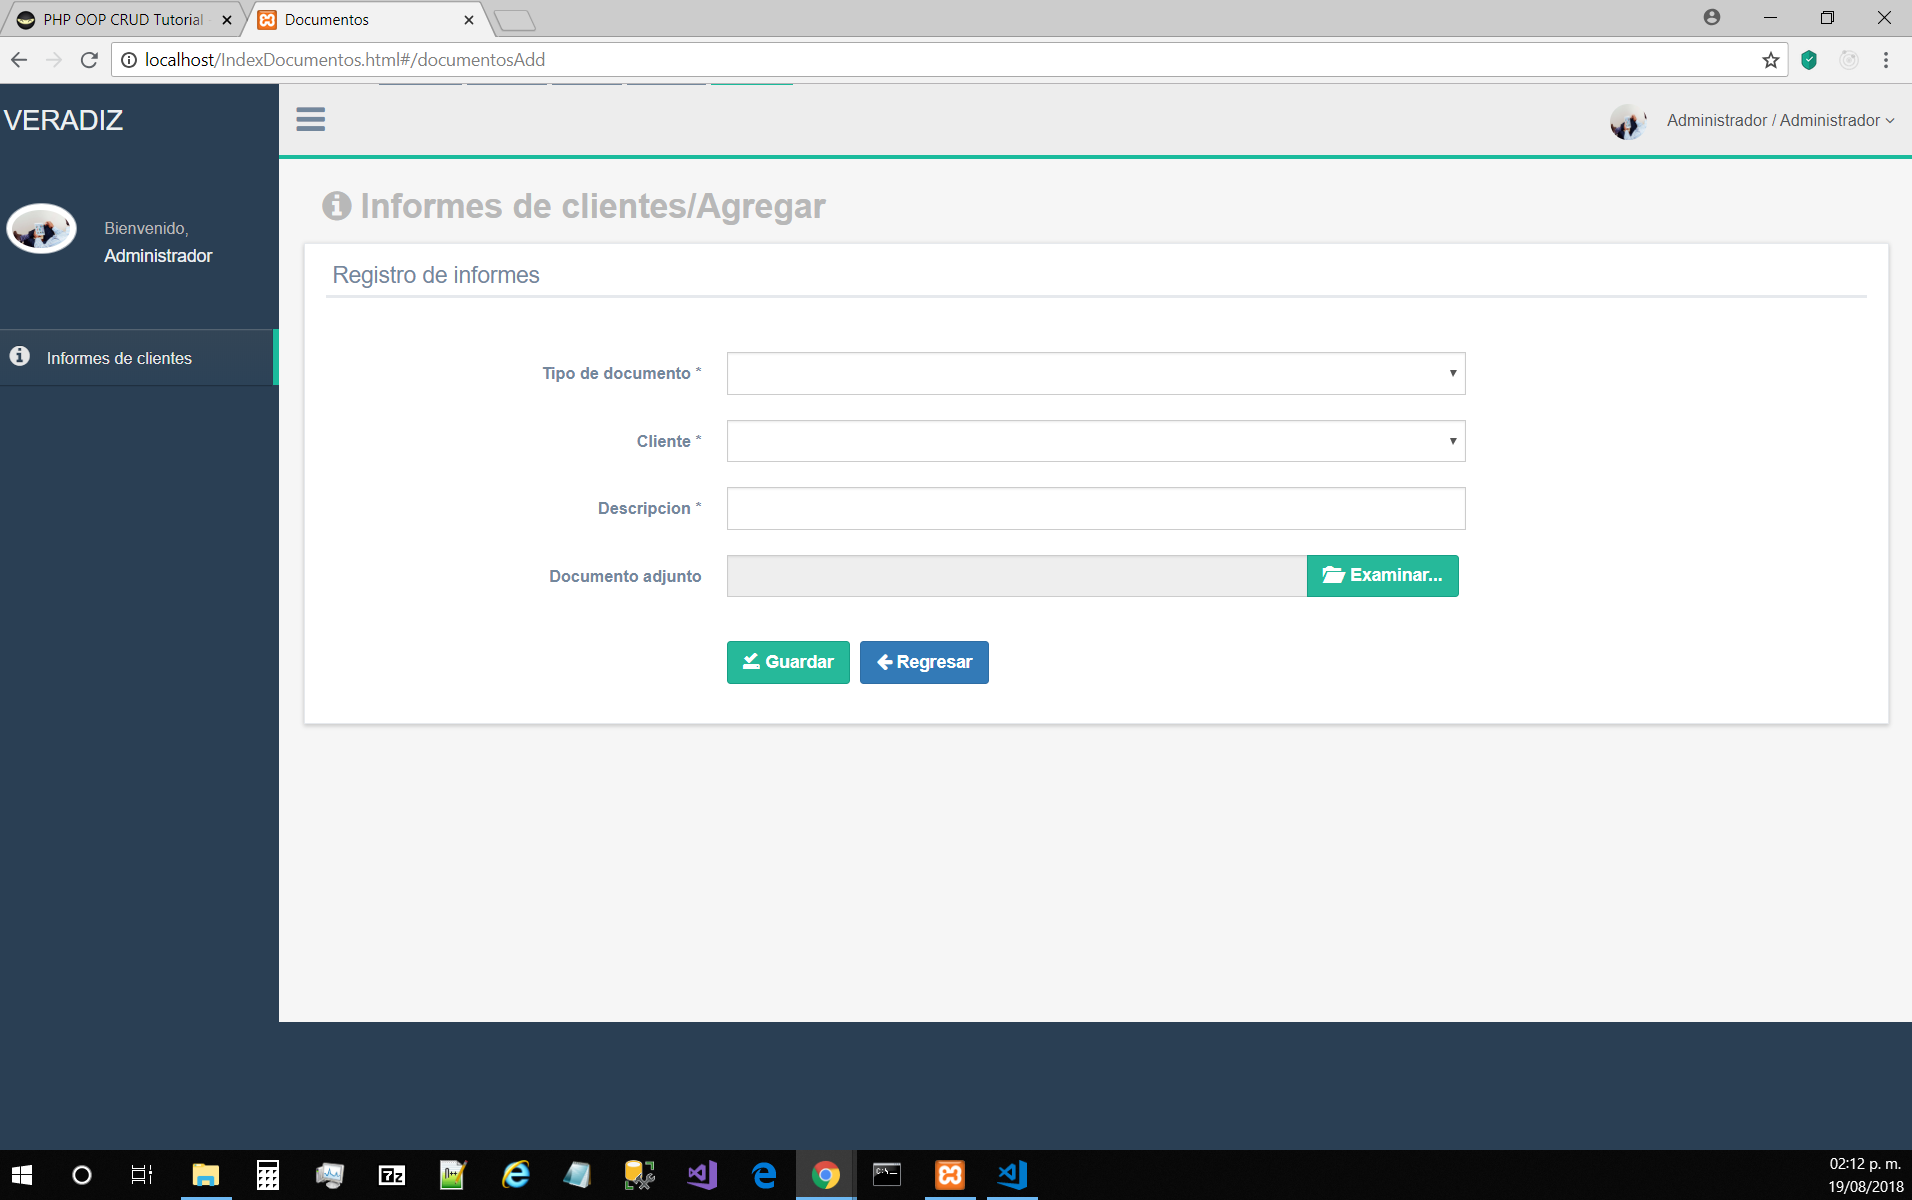 PHP OOP CRUD Tutorial
Documentos
localhost/IndexDocumentos.html#/documentosAdd
VERADIZ
Administrador / Administrador
Bienvenido,
Administrador
Informes de clientes
Informes de clientes/Agregar
Registro de informes
Tipo de documento *
Cliente *
Descripcion *
Documento adjunto
Examinar...
Guardar
Regresar
7z
02:12 p. m.
19/08/2018